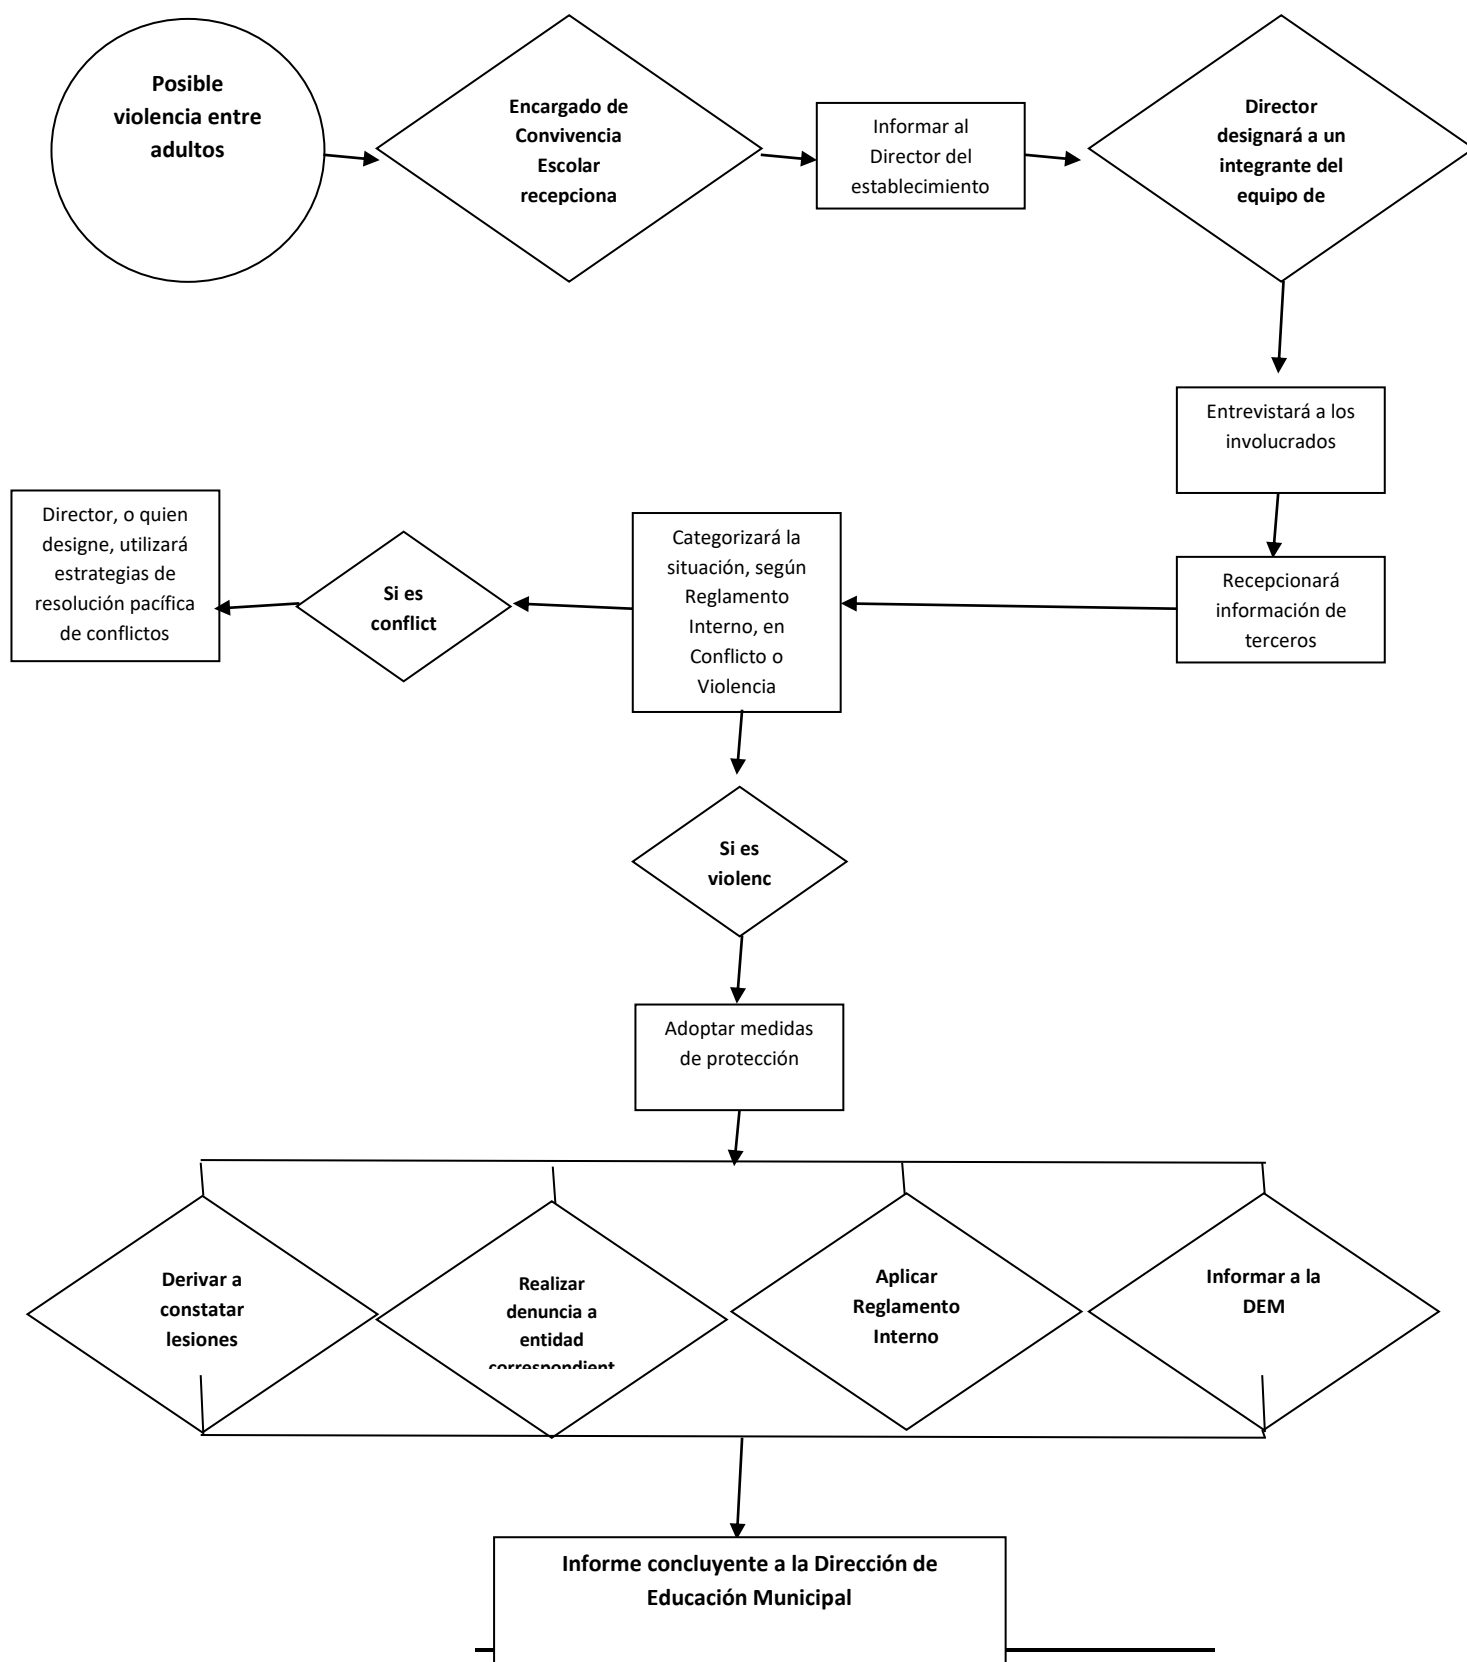 Posible
violencia entre
adultos
Encargado de
Convivencia
Escolar
recepciona
Informar al
Director del
establecimiento
Director
designará a un
integrante del
equipo de
Entrevistará a los
involucrados
Recepcionará
información de
terceros
Categorizará la
situación, según
Reglamento
Interno, en
Conflicto o
Violencia
Si es
conflict
Director, o quien
designe, utilizará
estrategias de
resolución pacífica
de conflictos
Si es
violenc
Adoptar medidas
de protección
Derivar a
constatar
lesiones
Realizar
denuncia a
entidad
correspondient
Aplicar
Reglamento
Interno
Informar a la
DEM
Informe concluyente a la Dirección de
Educación Municipal